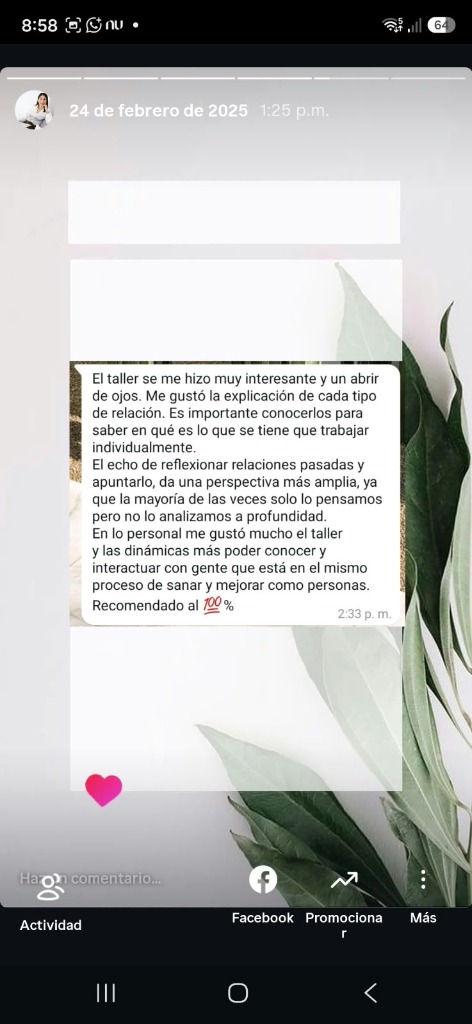 8:58
nu
5
64
24 de febrero de 2025 1:25 p.m.
El taller se me hizo muy interesante y un abrir
de ojos. Me gustó la explicación de cada tipo
de relación. Es importante conocerlos para
saber en qué es lo que se tiene que trabajar
individualmente.
El echo de reflexionar relaciones pasadas y
apuntarlo, da una perspectiva más amplia, ya
que la mayoría de las veces solo lo pensamos
pero no lo analizamos a profundidad.
En lo personal me gustó mucho el taller
y las dinámicas más poder conocer y
interactuar con gente que está en el mismo
proceso de sanar y mejorar como personas.
Recomendado al 💯%
2:33 p. m.
comentario...
Actividad
Facebook
Promociona
r
Más